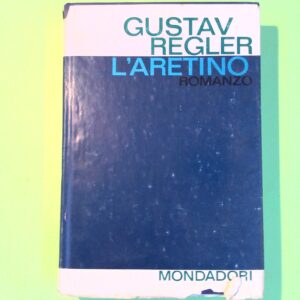 GUSTAV
REGLER
L'ARETINO
ROMANZO
MONDADORI